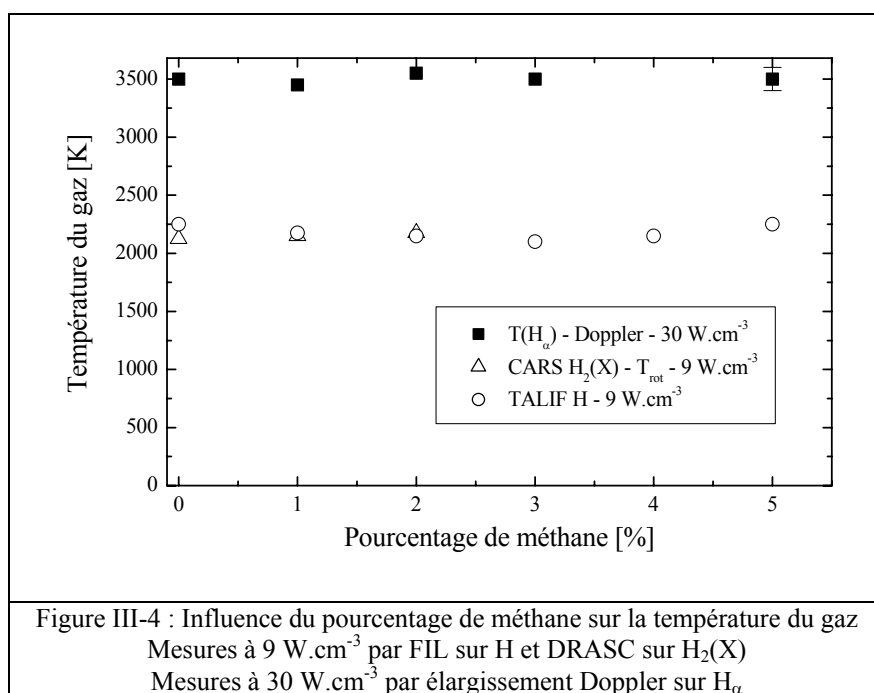 3500
3000
2500
2000
1500
1000
500
0
Température du gaz [K]
T(Hα) - Doppler - 30 W.cm⁻³
CARS H₂(X) - Tᵣₒₜ - 9 W.cm⁻³
TALIF H - 9 W.cm⁻³
0 1 2 3 4 5
Pourcentage de méthane [%]
Figure III-4 : Influence du pourcentage de méthane sur la température du gaz
Mesures à 9 W.cm⁻³ par FIL sur H et DRASC sur H₂(X)
Mesures à 30 W.cm⁻³ par élargissement Doppler sur Hα